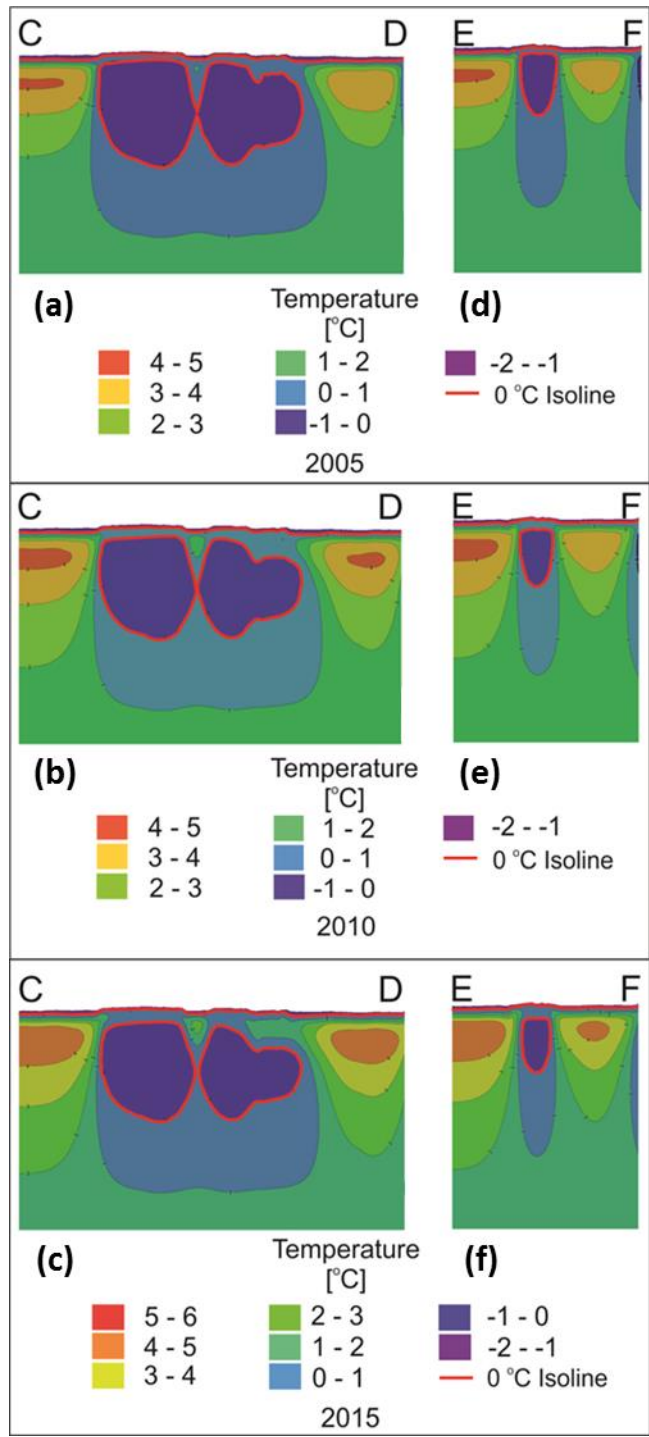 C D E F
(a) Temperature (d)
[°C]
4 - 5 1 - 2 -2 - -1
3 - 4 0 - 1 0 °C Isoline
2 - 3 -1 - 0
2005
C D E F
(b) Temperature (e)
[°C]
4 - 5 1 - 2 -2 - -1
3 - 4 0 - 1 0 °C Isoline
2 - 3 -1 - 0
2010
C D E F
(c) Temperature (f)
[°C]
5 - 6 2 - 3 -1 - 0
4 - 5 1 - 2 -2 - -1
3 - 4 0 - 1 0 °C Isoline
2015